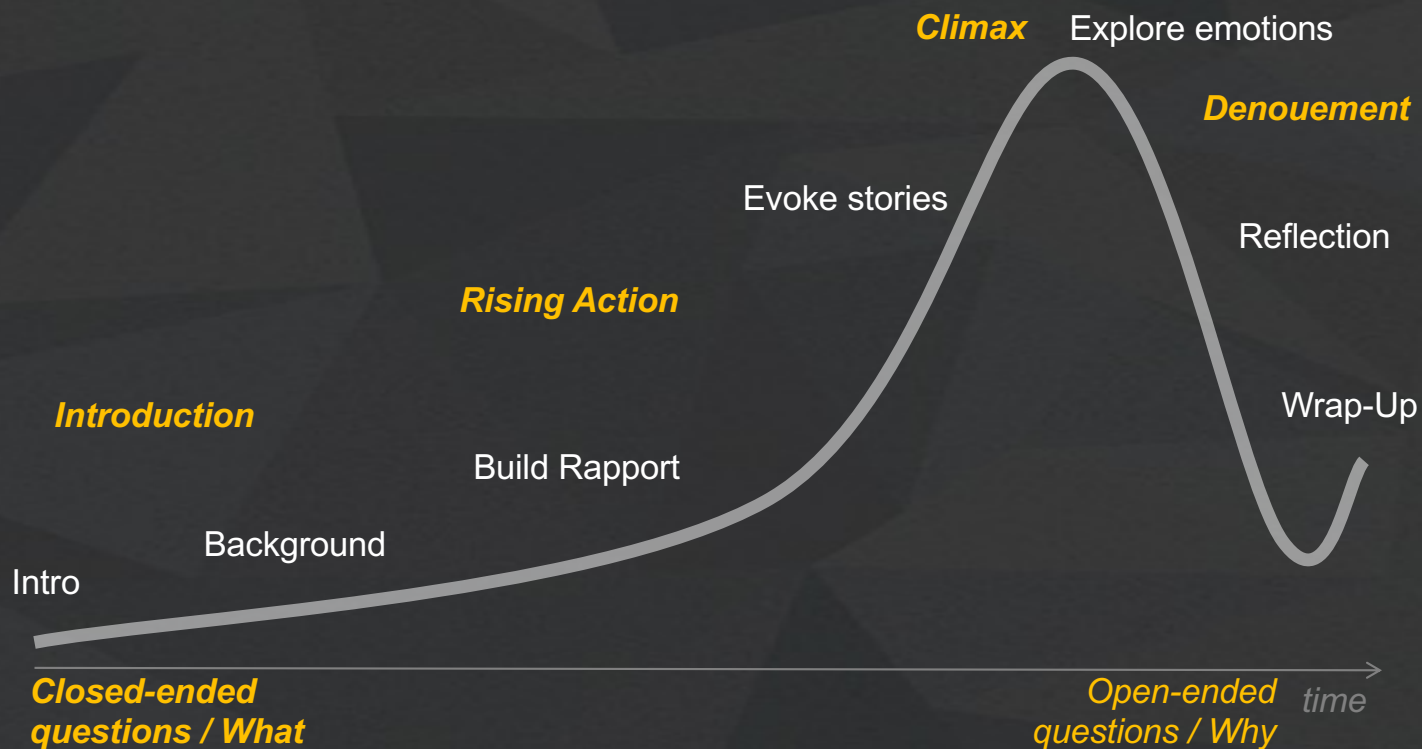 Climax Explore emotions
Denouement
Evoke stories
Reflection
Rising Action
Wrap-Up
Introduction
Build Rapport
Background
Intro
Closed-ended
questions / What
Open-ended
questions / Why
time